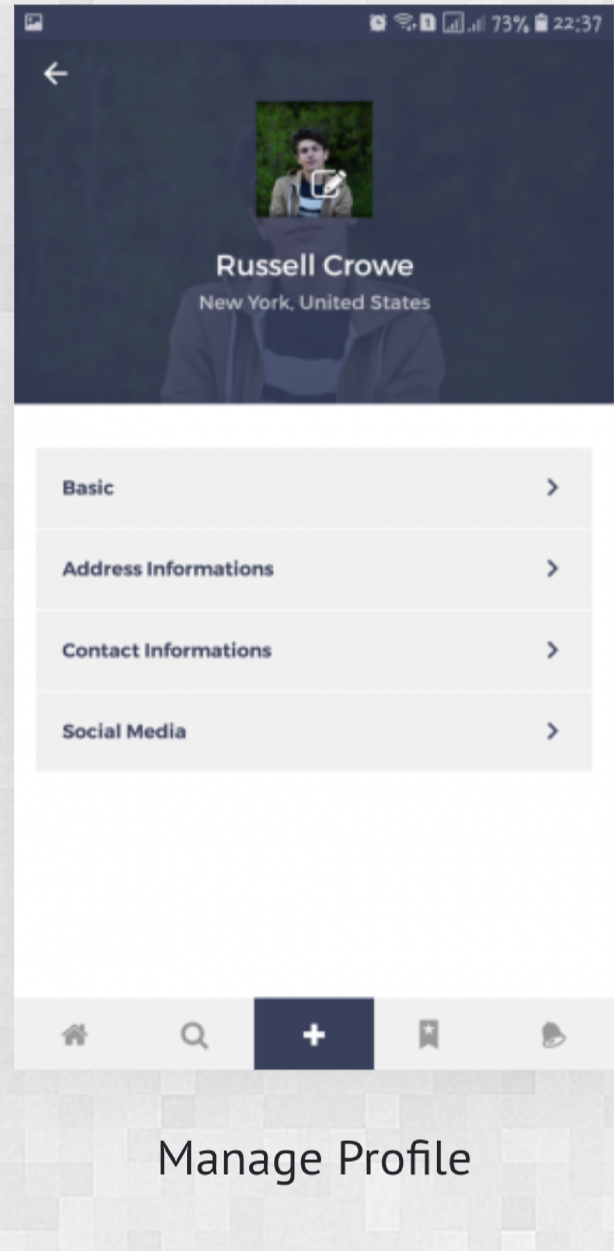 73% 22:37
Russell Crowe
New York, United States
Basic
Address Informations
Contact Informations
Social Media
Manage Profile